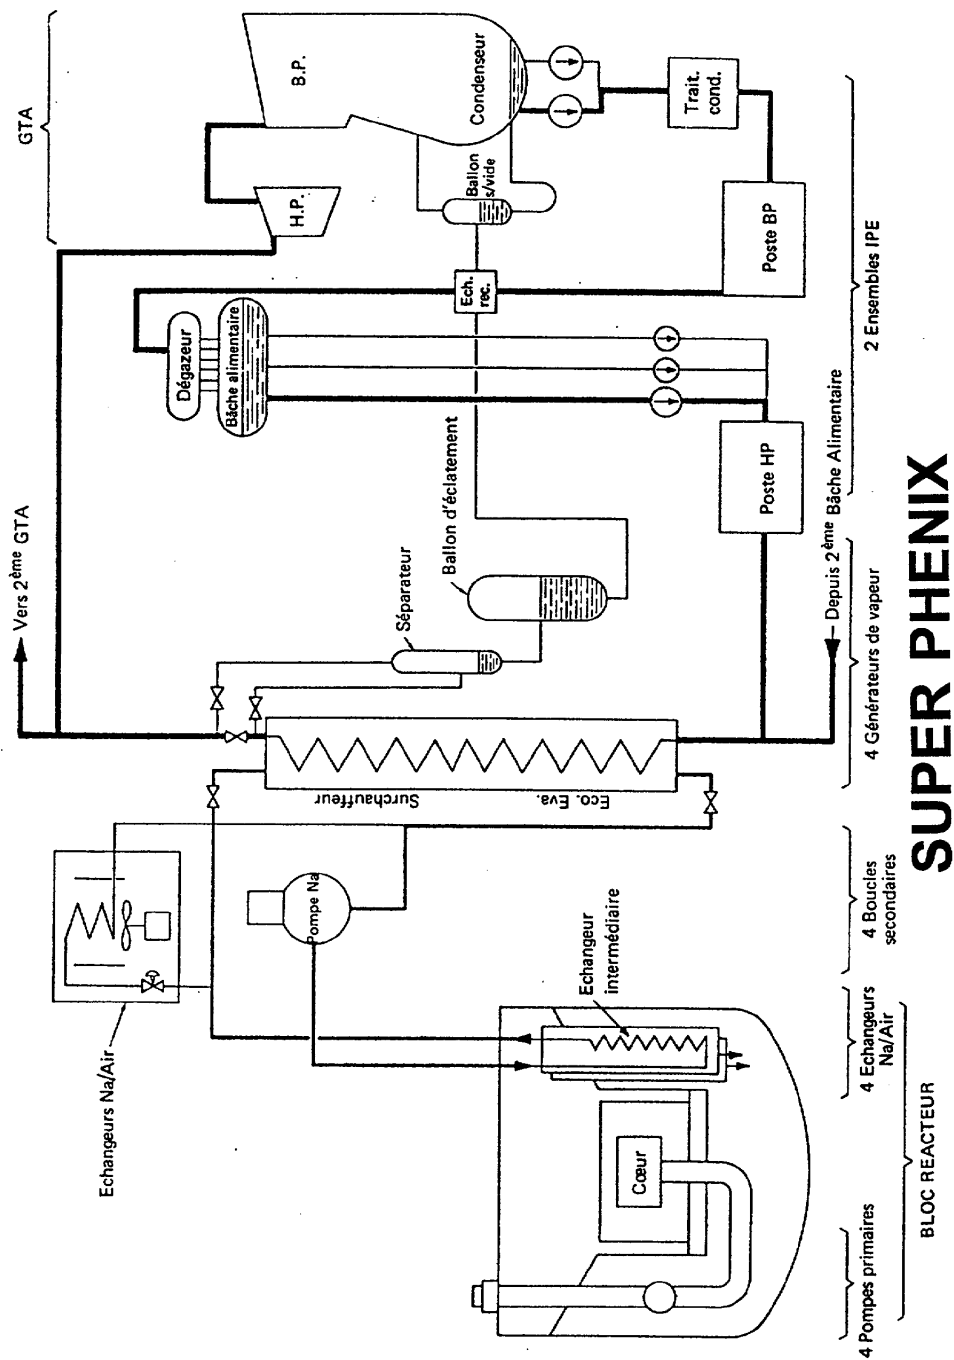 Echangeurs Na/Air
Vers 2ème GTA
GTA
Pompe Na
Surchauffeur
Eco. Eva.
Séparateur
Ballon d'éclatement
Dégazeur
Bâche alimentaire
H.P.
B.P.
Condenseur
Ballon
s/vide
Ech.
rec.
Trait.
cond.
Poste BP
Poste HP
Depuis 2ème Bâche Alimentaire
Cœur
Echangeur
intermédiaire
4 Pompes primaires
4 Echangeurs
Na/Air
4 Boucles
secondaires
4 Générateurs de vapeur
2 Ensembles IPE
BLOC REACTEUR
SUPER PHENIX